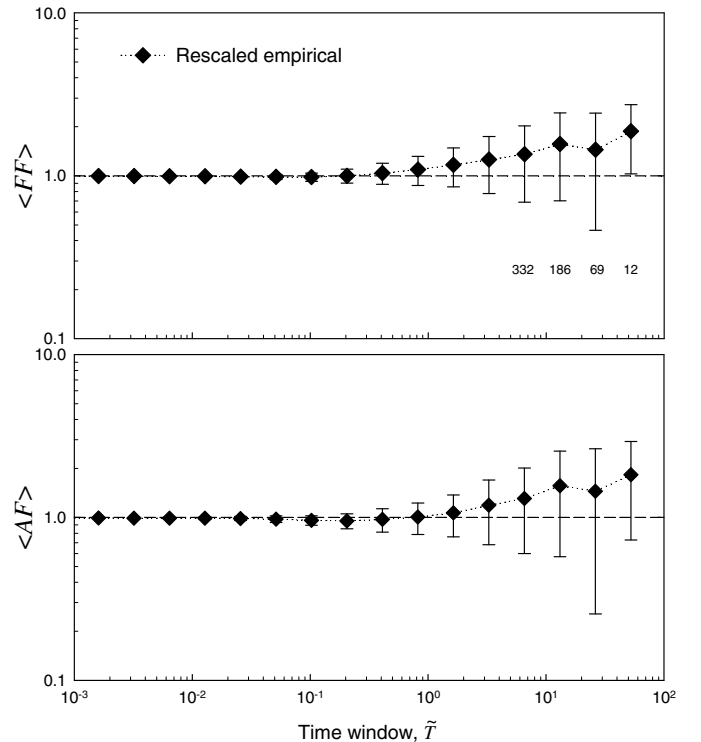 10.0
Rescaled empirical
<FF>
1.0
332 186 69 12
0.1
10.0
<AF>
1.0
0.1
10⁻³ 10⁻² 10⁻¹ 10⁰ 10¹ 10²
Time window, T̃